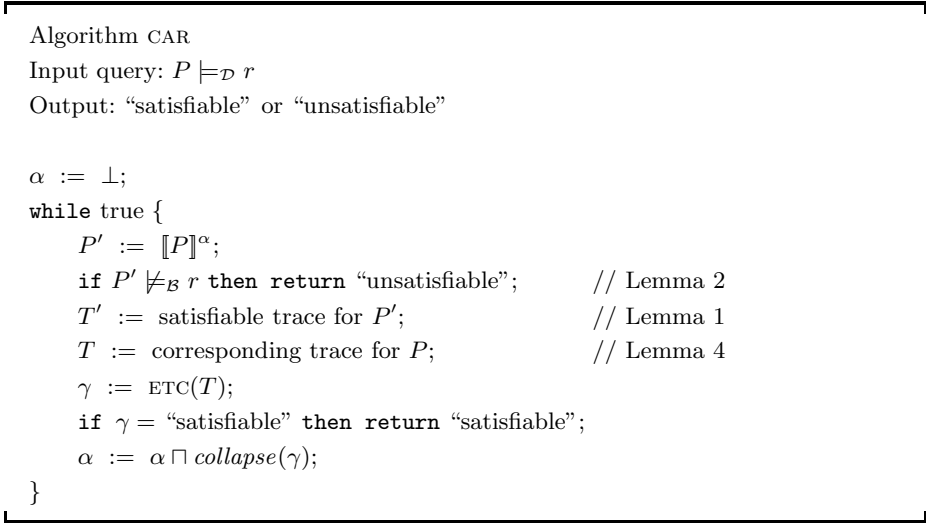 Algorithm CAR
Input query: P ⊨_𝒟 r
Output: “satisfiable” or “unsatisfiable”
α := ⊥;
while true {
P′ := ⟦P⟧^α;
if P′ ⊭_ℬ r then return “unsatisfiable”; // Lemma 2
T′ := satisfiable trace for P′; // Lemma 1
T := corresponding trace for P; // Lemma 4
γ := ETC(T);
if γ = “satisfiable” then return “satisfiable”;
α := α ⊓ collapse(γ);
}